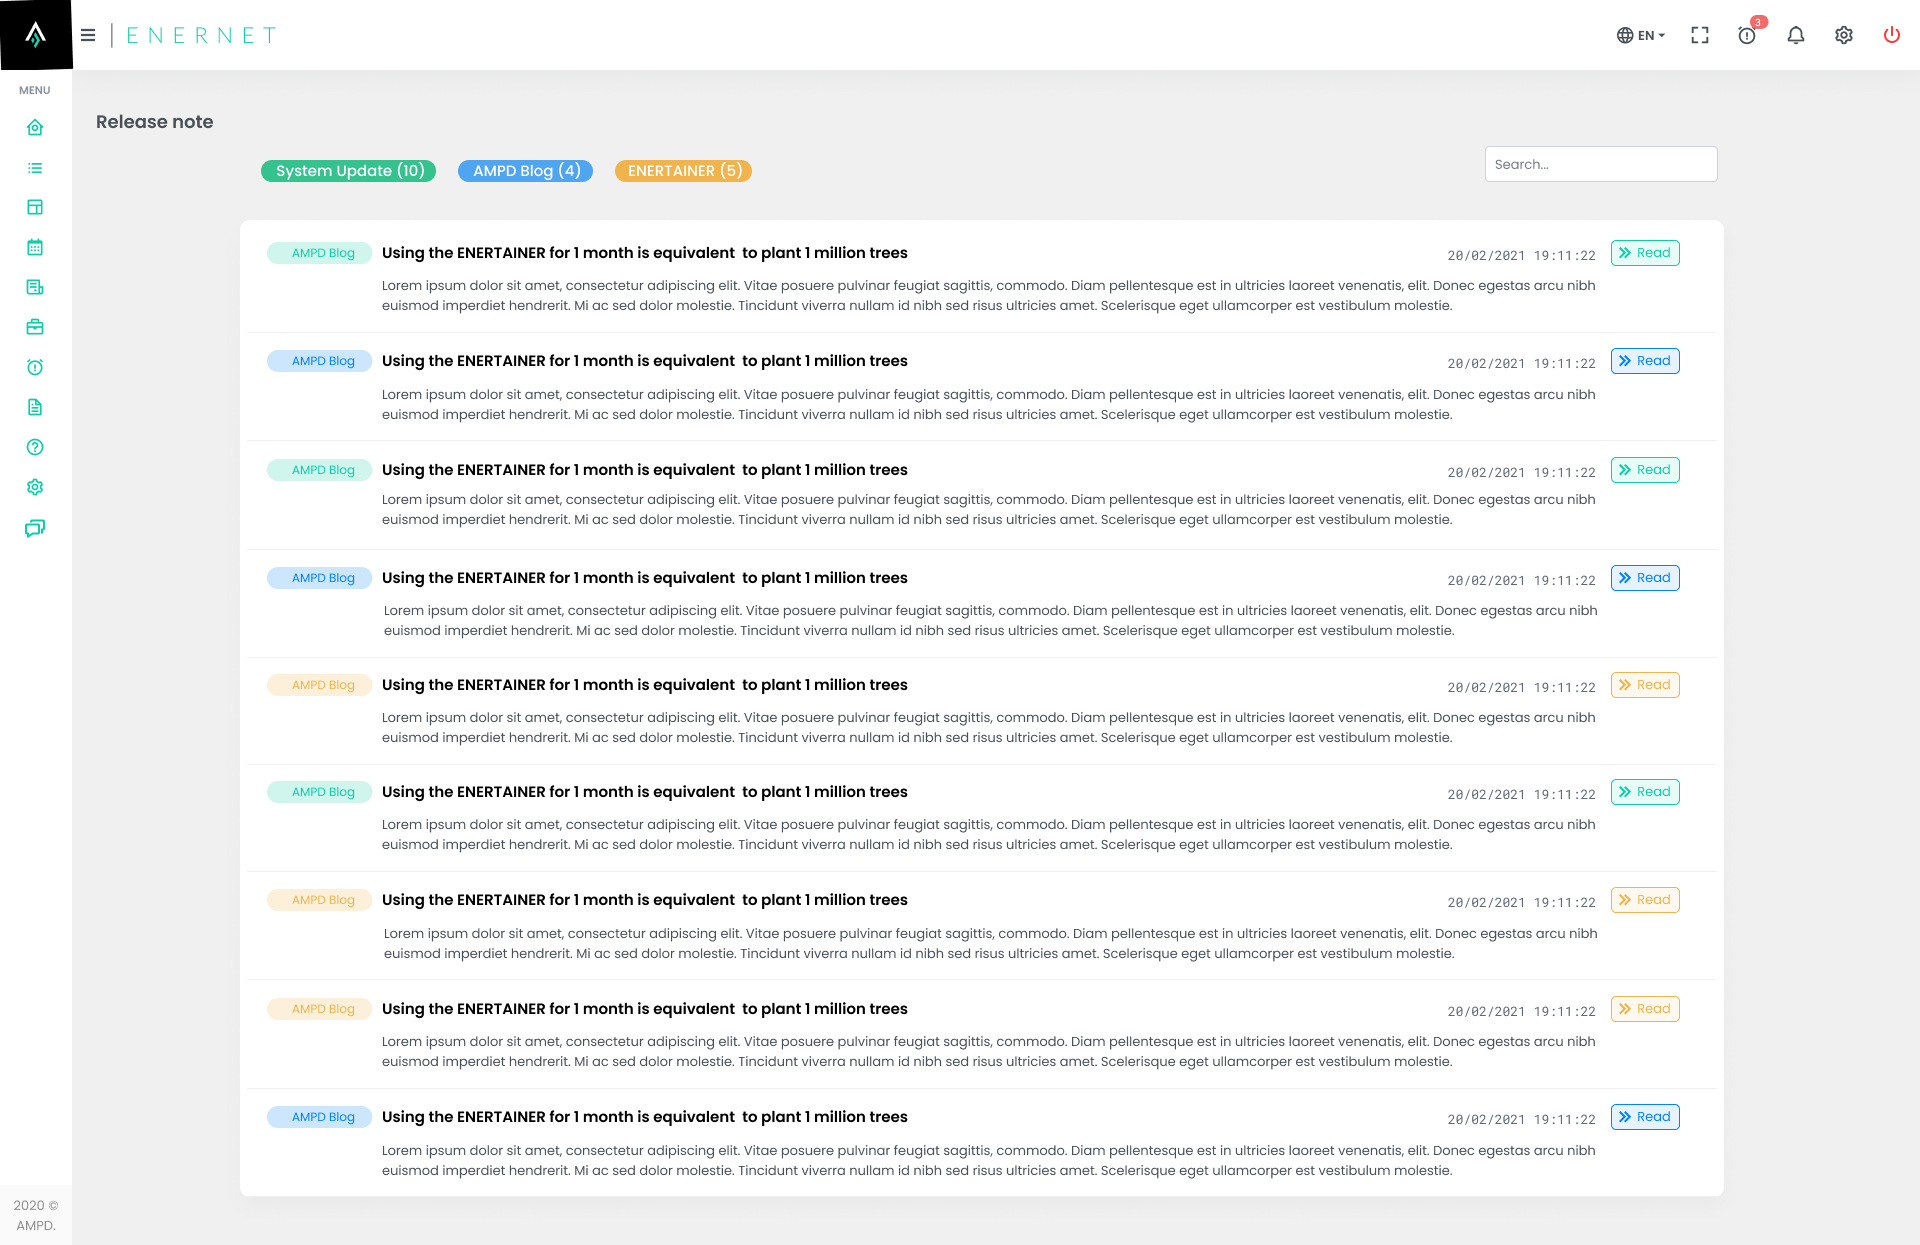 ENERNET
EN
3
MENU
Release note
System Update (10)
AMPD Blog (4)
ENERTAINER (5)
Search...
AMPD Blog
Using the ENERTAINER for 1 month is equivalent  to plant 1 million trees
20/02/2021 19:11:22
Read
Lorem ipsum dolor sit amet, consectetur adipiscing elit. Vitae posuere pulvinar feugiat sagittis, commodo. Diam pellentesque est in ultricies laoreet venenatis, elit. Donec egestas arcu nibh
euismod imperdiet hendrerit. Mi ac sed dolor molestie. Tincidunt viverra nullam id nibh sed risus ultricies amet. Scelerisque eget ullamcorper est vestibulum molestie.
AMPD Blog
Using the ENERTAINER for 1 month is equivalent  to plant 1 million trees
20/02/2021 19:11:22
Read
Lorem ipsum dolor sit amet, consectetur adipiscing elit. Vitae posuere pulvinar feugiat sagittis, commodo. Diam pellentesque est in ultricies laoreet venenatis, elit. Donec egestas arcu nibh
euismod imperdiet hendrerit. Mi ac sed dolor molestie. Tincidunt viverra nullam id nibh sed risus ultricies amet. Scelerisque eget ullamcorper est vestibulum molestie.
AMPD Blog
Using the ENERTAINER for 1 month is equivalent  to plant 1 million trees
20/02/2021 19:11:22
Read
Lorem ipsum dolor sit amet, consectetur adipiscing elit. Vitae posuere pulvinar feugiat sagittis, commodo. Diam pellentesque est in ultricies laoreet venenatis, elit. Donec egestas arcu nibh
euismod imperdiet hendrerit. Mi ac sed dolor molestie. Tincidunt viverra nullam id nibh sed risus ultricies amet. Scelerisque eget ullamcorper est vestibulum molestie.
AMPD Blog
Using the ENERTAINER for 1 month is equivalent  to plant 1 million trees
20/02/2021 19:11:22
Read
Lorem ipsum dolor sit amet, consectetur adipiscing elit. Vitae posuere pulvinar feugiat sagittis, commodo. Diam pellentesque est in ultricies laoreet venenatis, elit. Donec egestas arcu nibh
euismod imperdiet hendrerit. Mi ac sed dolor molestie. Tincidunt viverra nullam id nibh sed risus ultricies amet. Scelerisque eget ullamcorper est vestibulum molestie.
AMPD Blog
Using the ENERTAINER for 1 month is equivalent  to plant 1 million trees
20/02/2021 19:11:22
Read
Lorem ipsum dolor sit amet, consectetur adipiscing elit. Vitae posuere pulvinar feugiat sagittis, commodo. Diam pellentesque est in ultricies laoreet venenatis, elit. Donec egestas arcu nibh
euismod imperdiet hendrerit. Mi ac sed dolor molestie. Tincidunt viverra nullam id nibh sed risus ultricies amet. Scelerisque eget ullamcorper est vestibulum molestie.
AMPD Blog
Using the ENERTAINER for 1 month is equivalent  to plant 1 million trees
20/02/2021 19:11:22
Read
Lorem ipsum dolor sit amet, consectetur adipiscing elit. Vitae posuere pulvinar feugiat sagittis, commodo. Diam pellentesque est in ultricies laoreet venenatis, elit. Donec egestas arcu nibh
euismod imperdiet hendrerit. Mi ac sed dolor molestie. Tincidunt viverra nullam id nibh sed risus ultricies amet. Scelerisque eget ullamcorper est vestibulum molestie.
AMPD Blog
Using the ENERTAINER for 1 month is equivalent  to plant 1 million trees
20/02/2021 19:11:22
Read
Lorem ipsum dolor sit amet, consectetur adipiscing elit. Vitae posuere pulvinar feugiat sagittis, commodo. Diam pellentesque est in ultricies laoreet venenatis, elit. Donec egestas arcu nibh
euismod imperdiet hendrerit. Mi ac sed dolor molestie. Tincidunt viverra nullam id nibh sed risus ultricies amet. Scelerisque eget ullamcorper est vestibulum molestie.
AMPD Blog
Using the ENERTAINER for 1 month is equivalent  to plant 1 million trees
20/02/2021 19:11:22
Read
Lorem ipsum dolor sit amet, consectetur adipiscing elit. Vitae posuere pulvinar feugiat sagittis, commodo. Diam pellentesque est in ultricies laoreet venenatis, elit. Donec egestas arcu nibh
euismod imperdiet hendrerit. Mi ac sed dolor molestie. Tincidunt viverra nullam id nibh sed risus ultricies amet. Scelerisque eget ullamcorper est vestibulum molestie.
AMPD Blog
Using the ENERTAINER for 1 month is equivalent  to plant 1 million trees
20/02/2021 19:11:22
Read
Lorem ipsum dolor sit amet, consectetur adipiscing elit. Vitae posuere pulvinar feugiat sagittis, commodo. Diam pellentesque est in ultricies laoreet venenatis, elit. Donec egestas arcu nibh
euismod imperdiet hendrerit. Mi ac sed dolor molestie. Tincidunt viverra nullam id nibh sed risus ultricies amet. Scelerisque eget ullamcorper est vestibulum molestie.
2020 ©
AMPD.